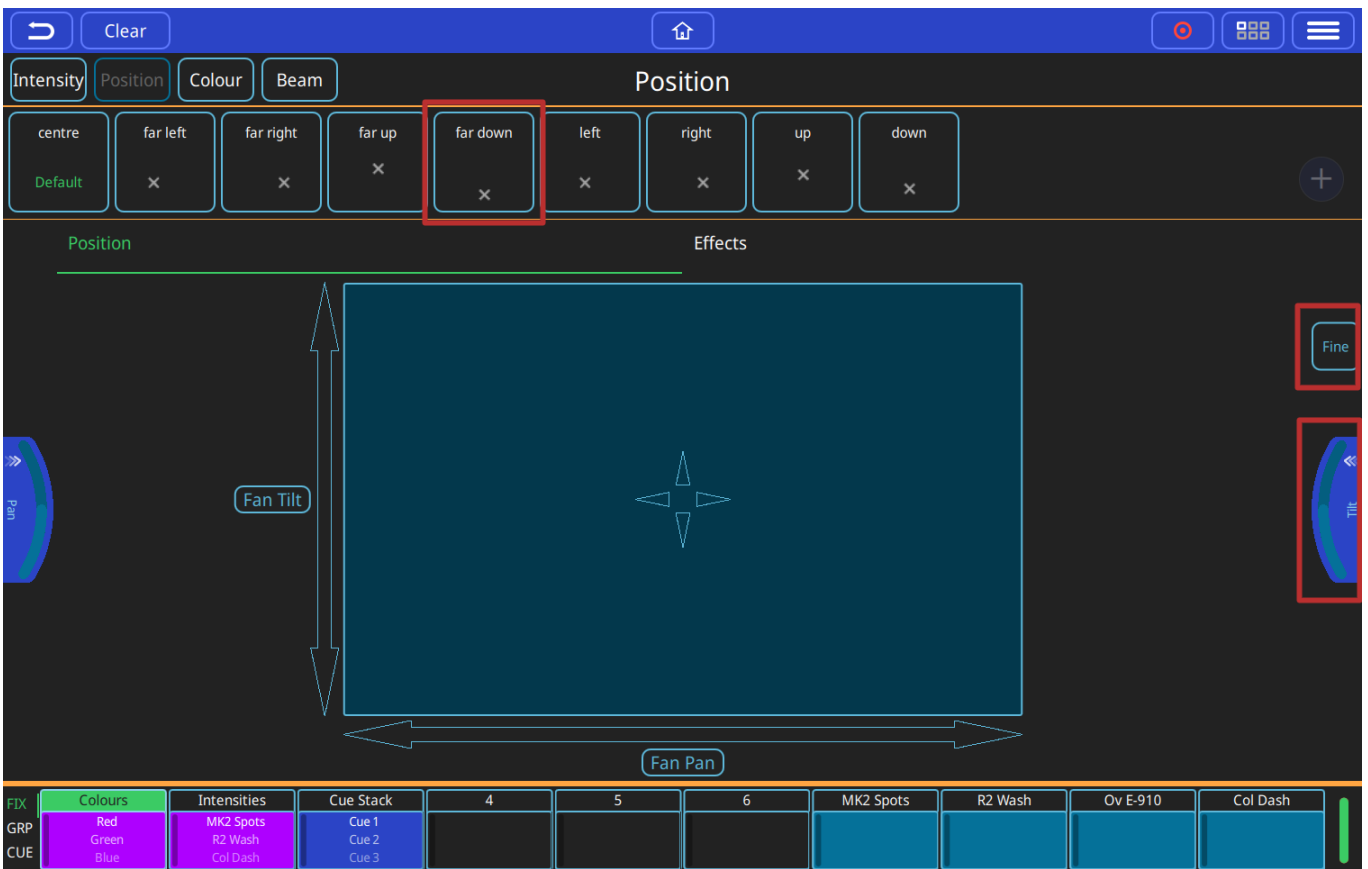 Clear
Intensity Position Colour Beam Position
centre far left far right far up far down left right up down
Default
Position Effects
Fine
Pan
Tilt
Fan Tilt
Fan Pan
FIX Colours Intensities Cue Stack 4 5 6 MK2 Spots R2 Wash Ov E-910 Col Dash
GRP Red MK2 Spots Cue 1
Green R2 Wash Cue 2
CUE Blue Col Dash Cue 3